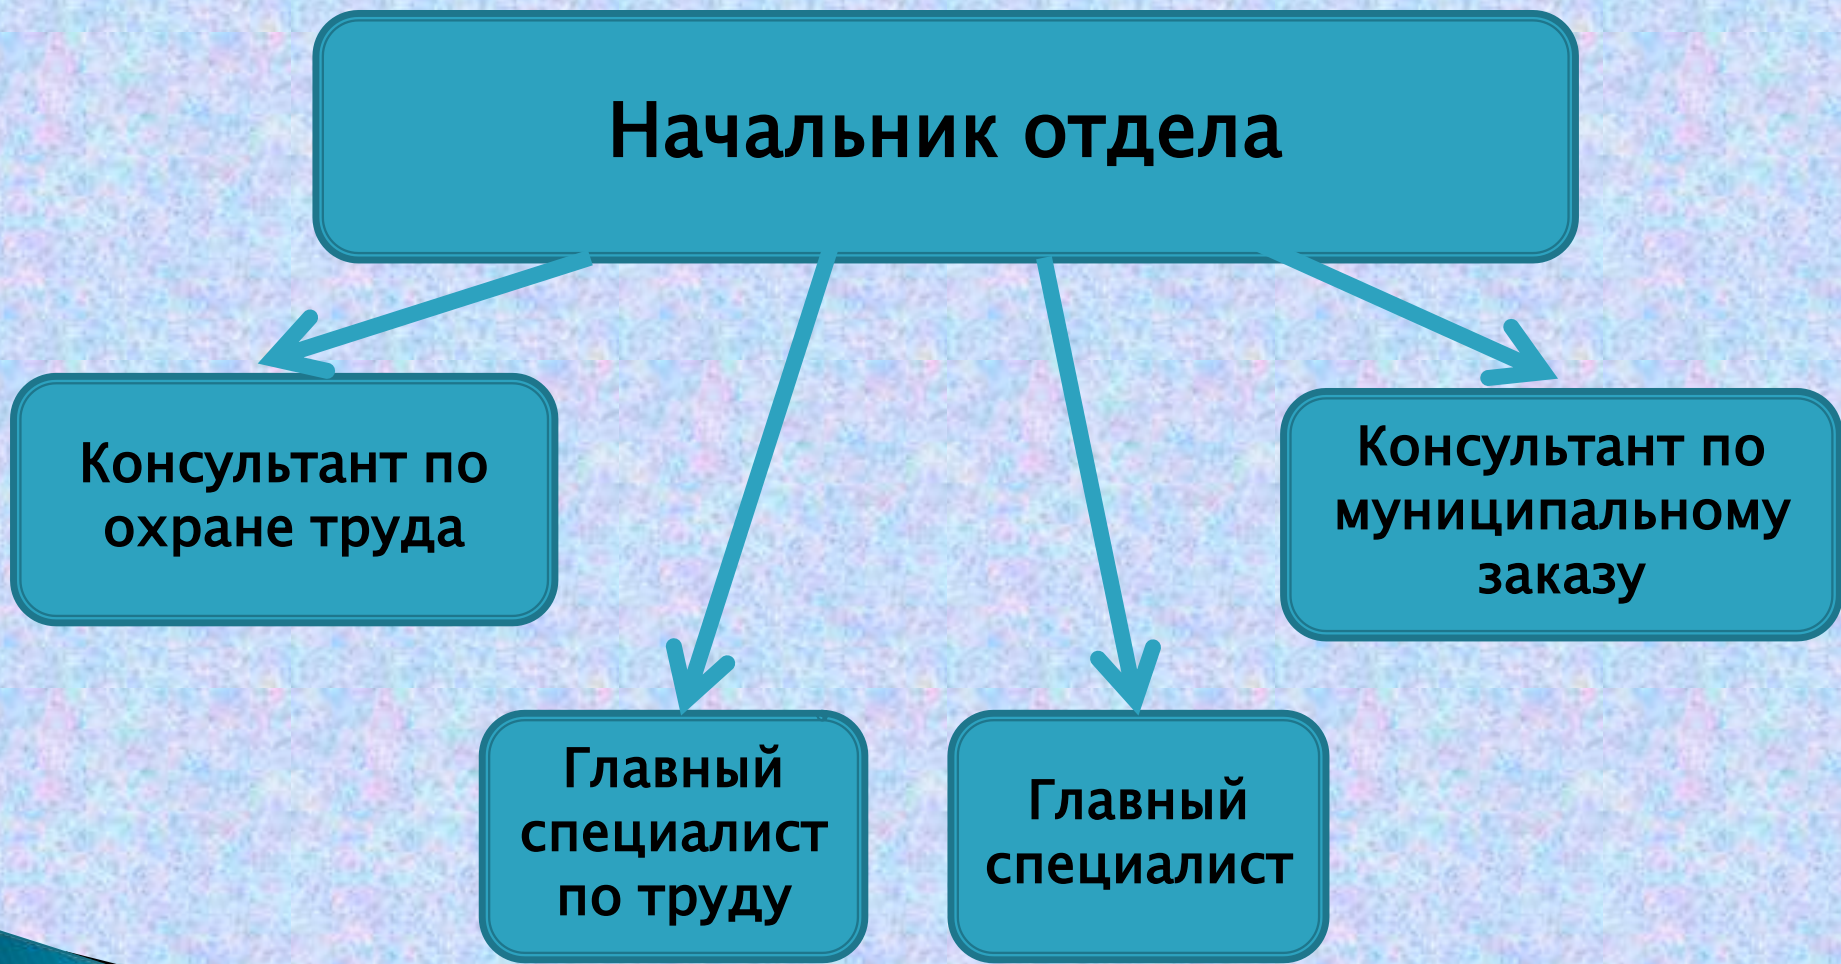 Начальник отдела
Консультант по
охране труда
Консультант по
муниципальному
заказу
Главный
специалист
по труду
Главный
специалист